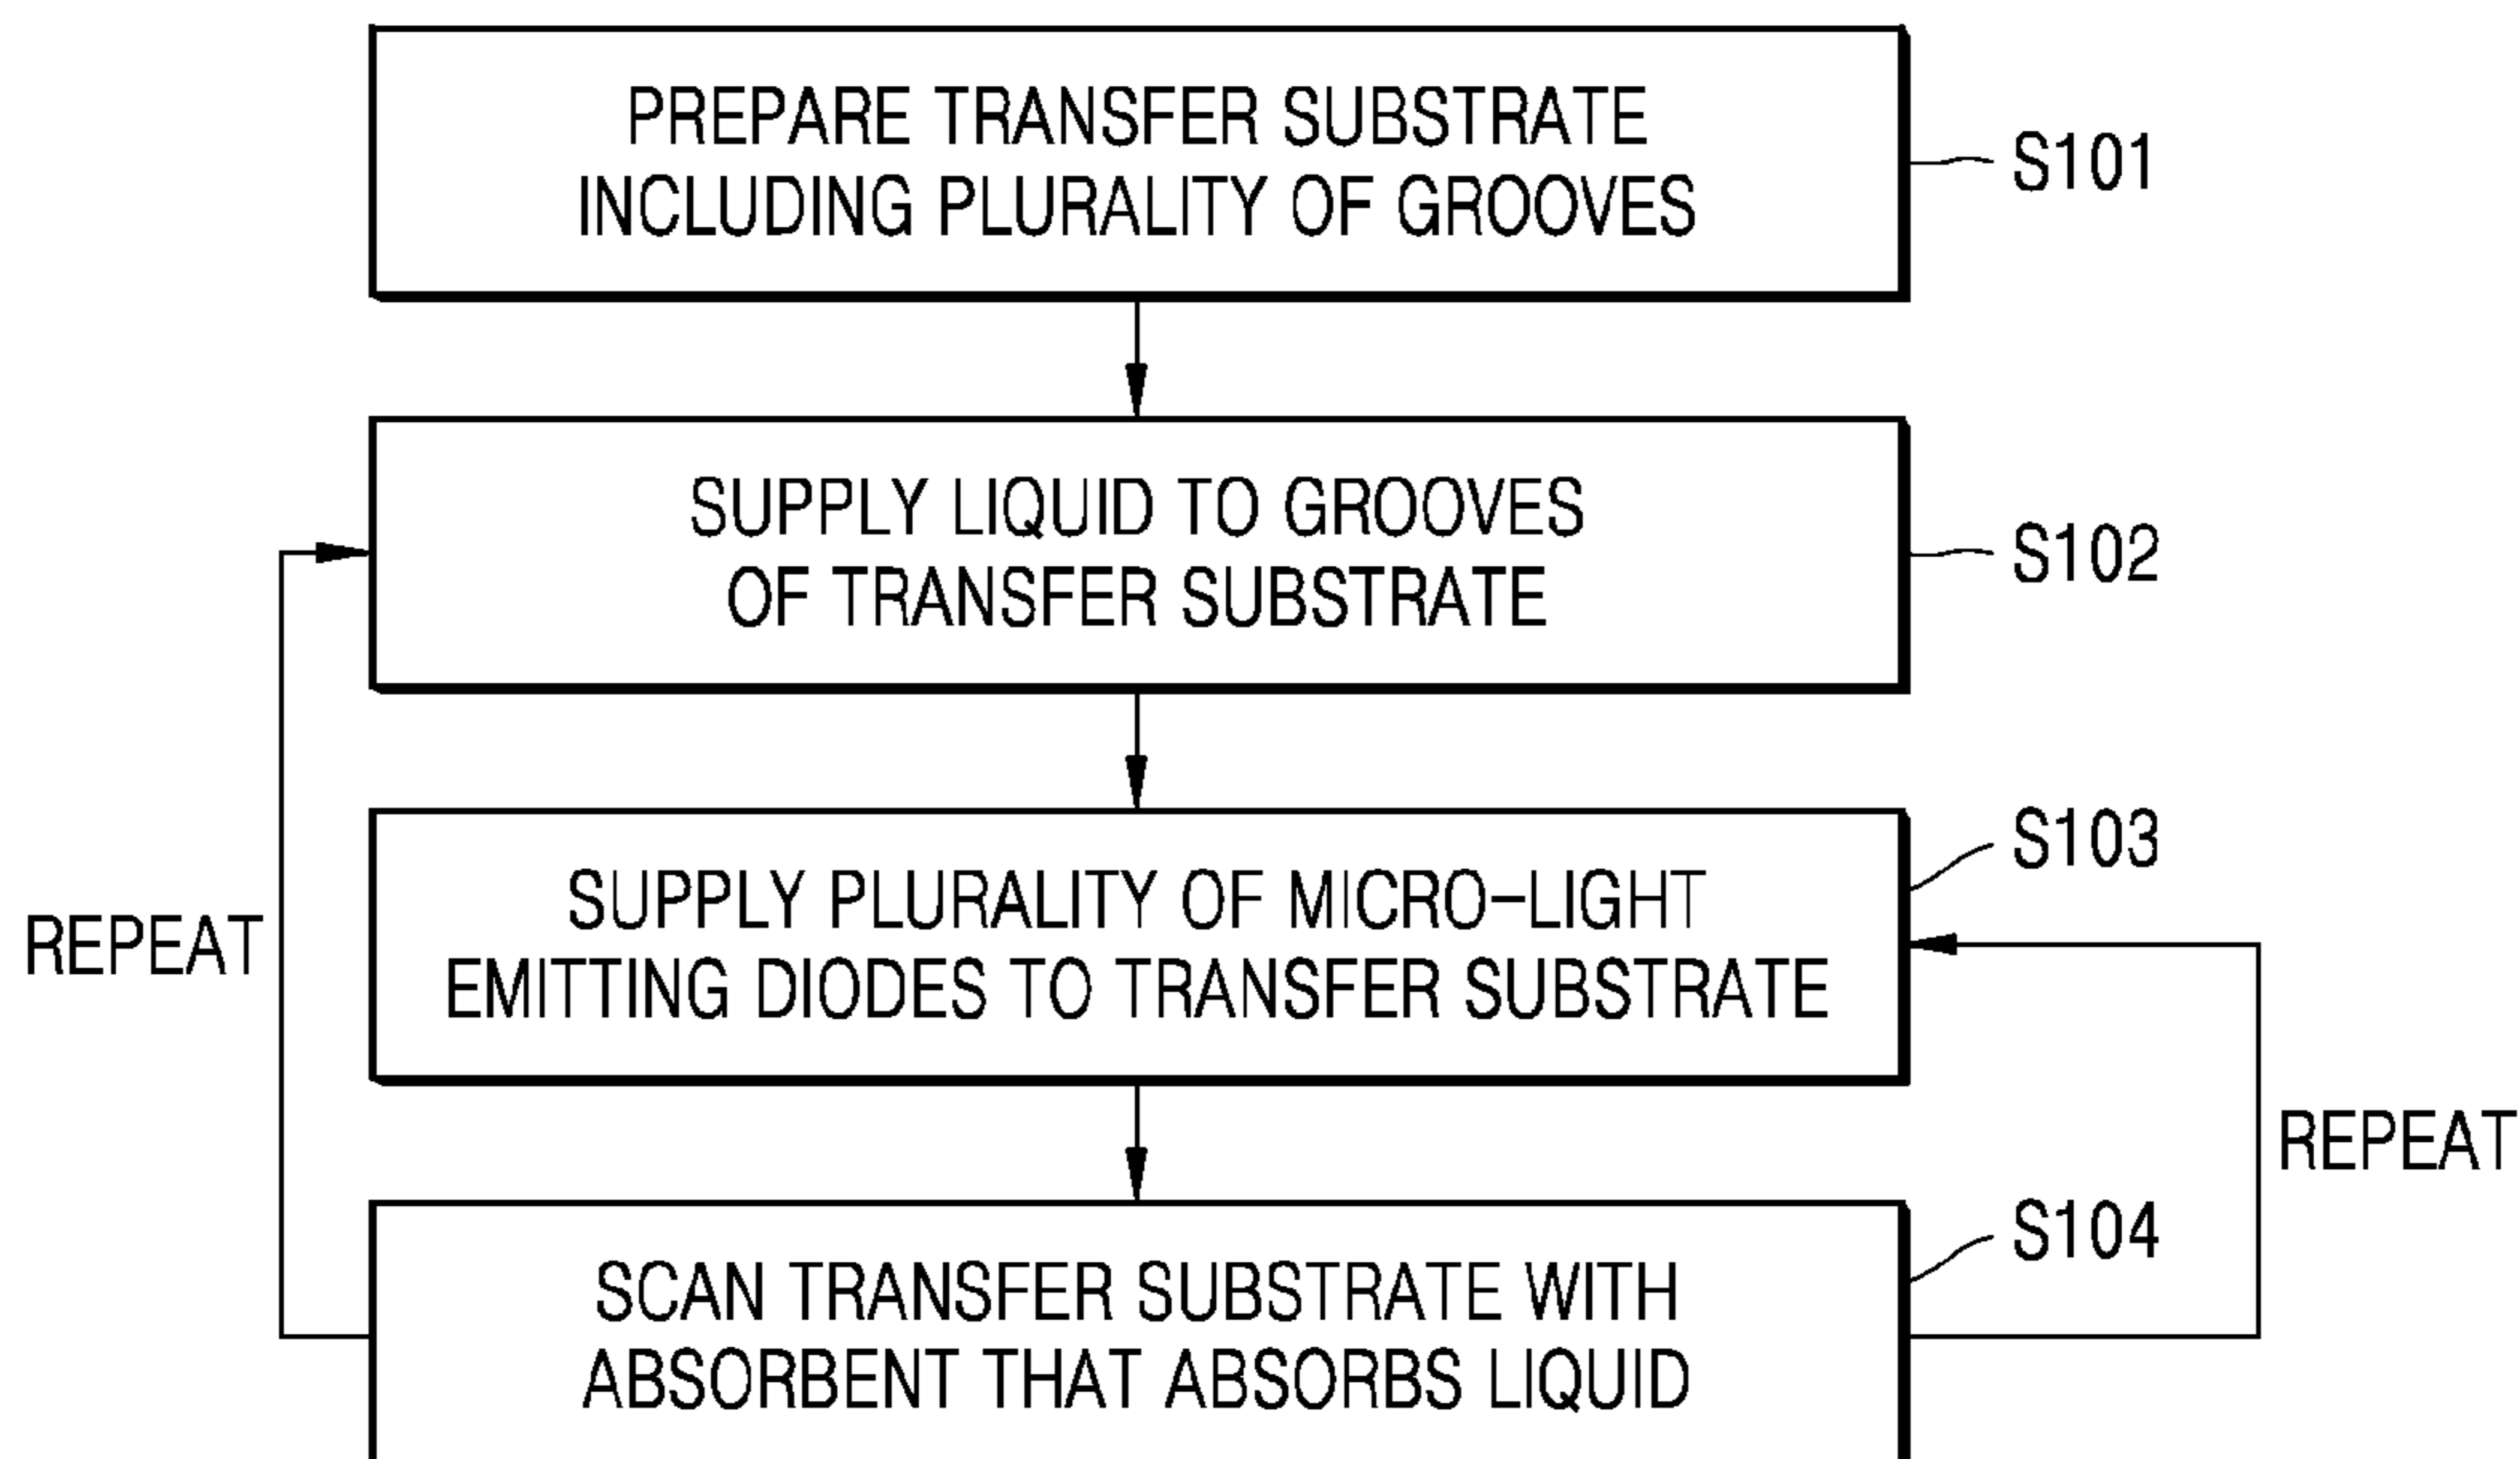 PREPARE TRANSFER SUBSTRATE
INCLUDING PLURALITY OF GROOVES
S101
SUPPLY LIQUID TO GROOVES
OF TRANSFER SUBSTRATE
S102
SUPPLY PLURALITY OF MICRO-LIGHT
EMITTING DIODES TO TRANSFER SUBSTRATE
S103
REPEAT
REPEAT
SCAN TRANSFER SUBSTRATE WITH
ABSORBENT THAT ABSORBS LIQUID
S104